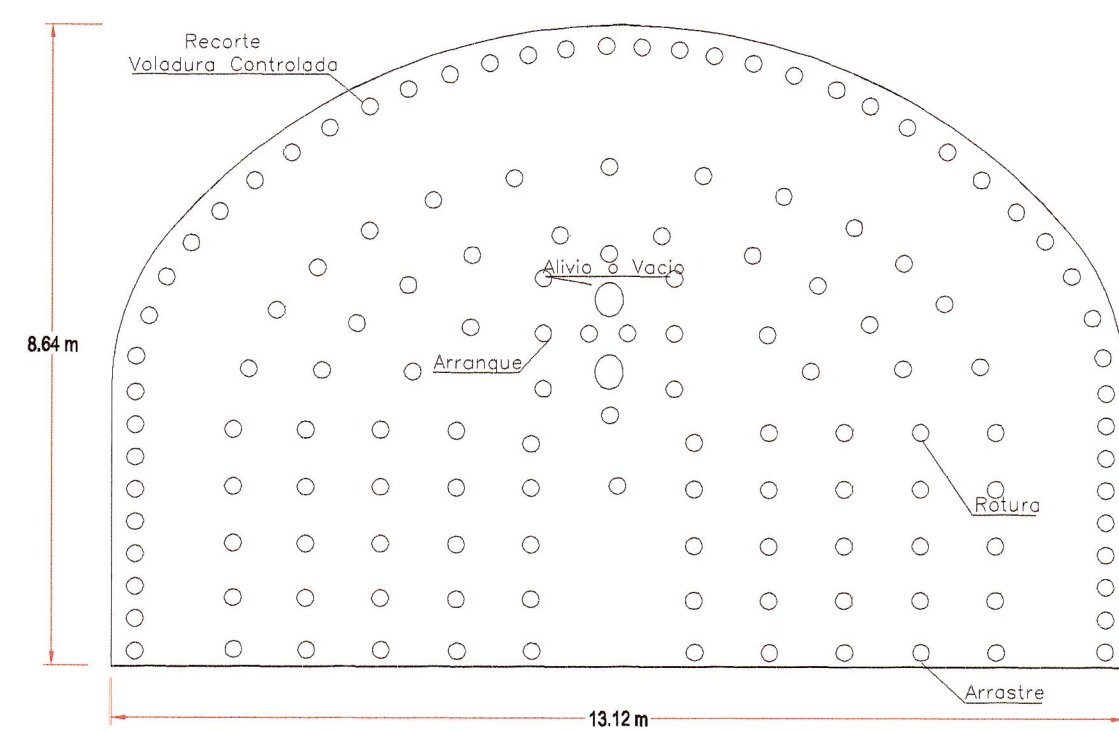 Recorte
Voladura Controlada
Alivio o Vacio
8.64 m
Arranque
Rotura
Arrastre
13.12 m